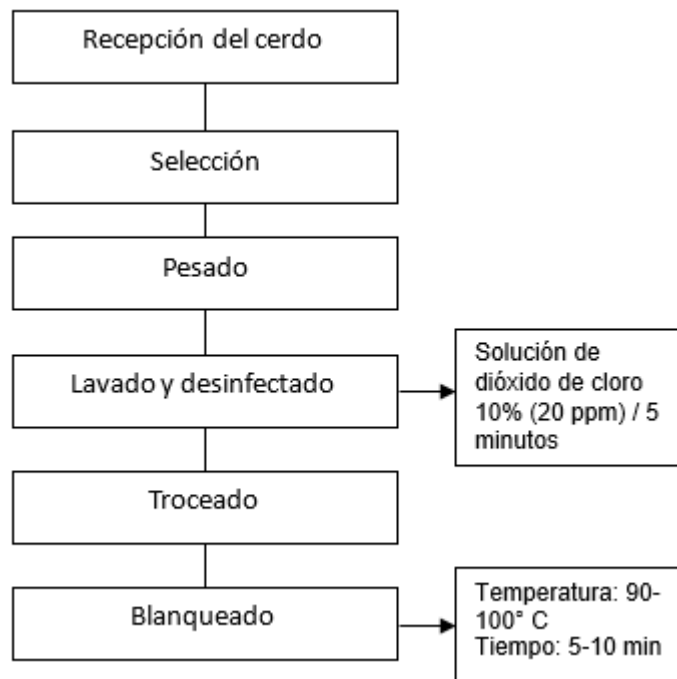 Recepción del cerdo
Selección
Pesado
Lavado y desinfectado
Solución de
dióxido de cloro
10% (20 ppm) / 5
minutos
Troceado
Blanqueado
Temperatura: 90-
100° C
Tiempo: 5-10 min